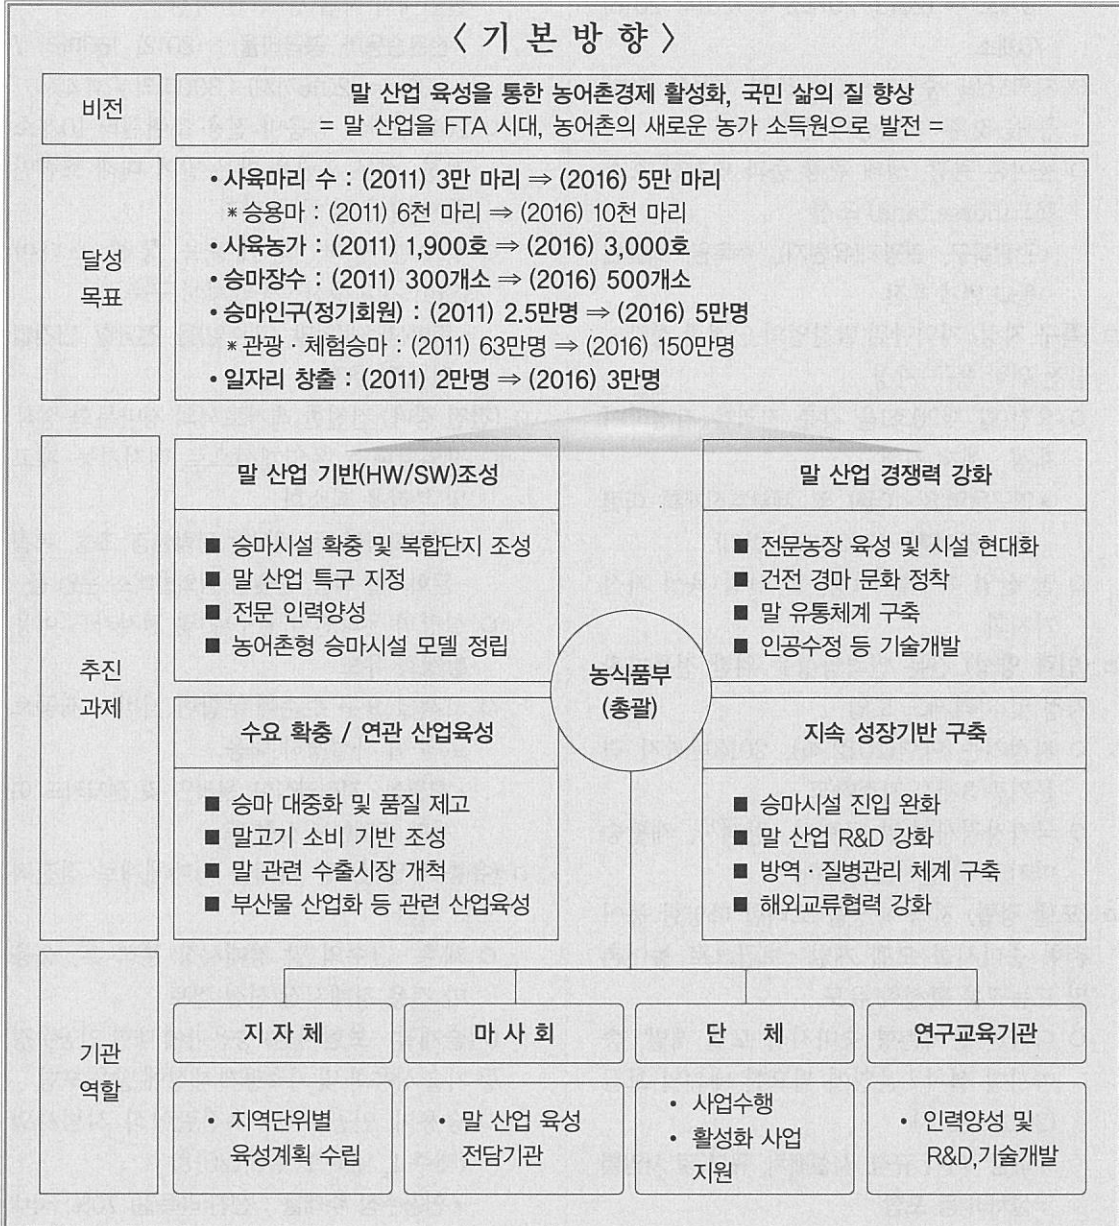 〈 기 본 방 향 〉
비전
말 산업 육성을 통한 농어촌경제 활성화, 국민 삶의 질 향상
= 말 산업을 FTA 시대, 농어촌의 새로운 농가 소득원으로 발전 =
달성
목표
• 사육마리 수 : (2011) 3만 마리 ⇒ (2016) 5만 마리
* 승용마 : (2011) 6천 마리 ⇒ (2016) 10천 마리
• 사육농가 : (2011) 1,900호 ⇒ (2016) 3,000호
• 승마장수 : (2011) 300개소 ⇒ (2016) 500개소
• 승마인구(정기회원) : (2011) 2.5만명 ⇒ (2016) 5만명
* 관광 · 체험승마 : (2011) 63만명 ⇒ (2016) 150만명
• 일자리 창출 : (2011) 2만명 ⇒ (2016) 3만명
추진
과제
말 산업 기반(HW/SW)조성
■ 승마시설 확충 및 복합단지 조성
■ 말 산업 특구 지정
■ 전문 인력양성
■ 농어촌형 승마시설 모델 정립
말 산업 경쟁력 강화
■ 전문농장 육성 및 시설 현대화
■ 건전 경마 문화 정착
■ 말 유통체계 구축
■ 인공수정 등 기술개발
농식품부
(총괄)
수요 확충 / 연관 산업육성
■ 승마 대중화 및 품질 제고
■ 말고기 소비 기반 조성
■ 말 관련 수출시장 개척
■ 부산물 산업화 등 관련 산업육성
지속 성장기반 구축
■ 승마시설 진입 완화
■ 말 산업 R&D 강화
■ 방역·질병관리 체계 구축
■ 해외교류협력 강화
기관
역할
지 자 체
• 지역단위별
육성계획 수립
마 사 회
• 말 산업 육성
전담기관
단 체
• 사업수행
• 활성화 사업
지원
연구교육기관
• 인력양성 및
R&D,기술개발